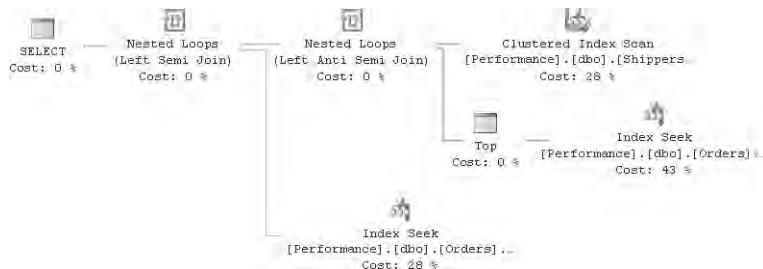 SELECT
Cost: 0 %
Nested Loops
(Left Semi Join)
Cost: 0 %
Nested Loops
(Left Anti Semi Join)
Cost: 0 %
Clustered Index Scan
[Performance].[dbo].[Shippers…
Cost: 28 %
Top
Cost: 0 %
Index Seek
[Performance].[dbo].[Orders]…
Cost: 43 %
Index Seek
[Performance].[dbo].[Orders]…
Cost: 28 %